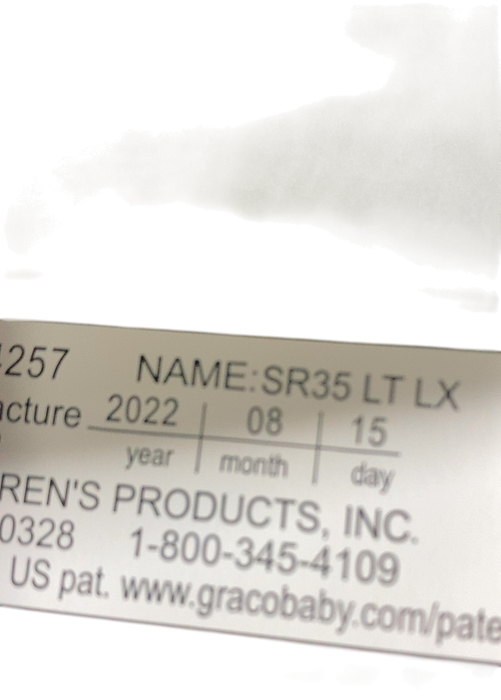 257 NAME:SR35 LT LX
acture 2022 | 08 | 15
year | month | day
REN'S PRODUCTS, INC.
0328 1-800-345-4109
US pat. www.gracobaby.com/pate